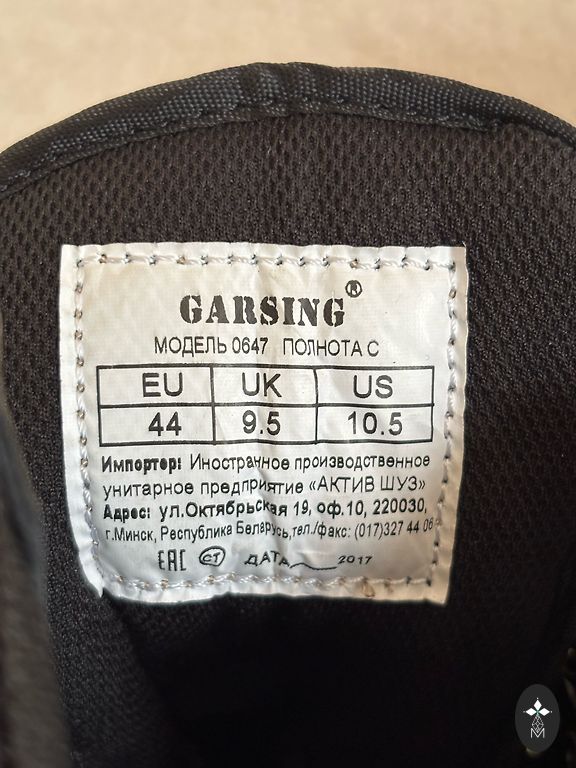 GARSING®
МОДЕЛЬ 0647 ПОЛНОТА С
EU UK US
44 9.5 10.5
Импортер: Иностранное производственное
унитарное предприятие «АКТИВ ШУЗ»
Адрес: ул.Октябрьская 19, оф.10, 220030,
г.Минск, Республика Беларусь,тел./факс: (017)327 44 06
EAC СТ ДАТА 2017
M